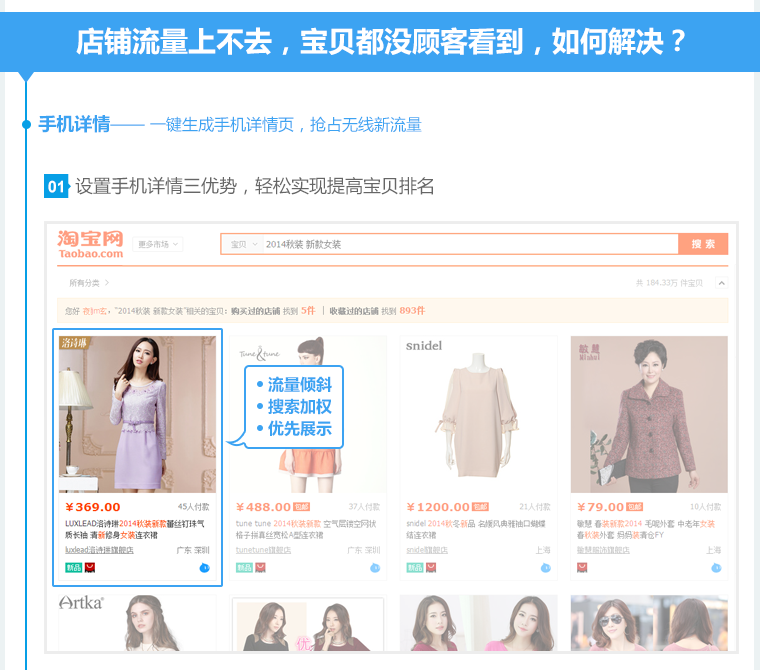 店铺流量上不去，宝贝都没顾客看到，如何解决？
手机详情—— 一键生成手机详情页，抢占无线新流量
01 设置手机详情三优势，轻松实现提高宝贝排名
淘宝网
Taobao.com
更多市场
宝贝 2014秋装 新款女装
搜 索
所有分类 >
共 184.33万 件宝贝
"2014秋装 新款女装"相关的宝贝：购买过的店铺 找到 5件 | 收藏过的店铺 找到 893件
洛诗琳
Tune & tune
snidel
敏慧
• 流量倾斜
• 搜索加权
• 优先展示
￥369.00 45人付款
LUXLEAD洛诗琳2014秋装新款蕾丝钉珠气
质长袖 清新修身女装连衣裙
luxlead洛诗琳旗舰店 广东 深圳
新品
￥488.00 包邮 37人付款
tune tune 2014秋装新款 空气层镂空网状
格子拼真丝宽松A型连衣裙
tunetune旗舰店 广东 深圳
新品
￥1200.00 包邮 21人付款
snidel 2014秋冬新品 名媛风典雅袖口蝴蝶
结连衣裙
snidel旗舰店 上海
新品
￥79.00 包邮 10人付款
敏慧 春装新款2014 毛呢外套 中老年女装
春秋装外套 妈妈装清仓FY
敏慧服饰旗舰店 上海
Artka
优